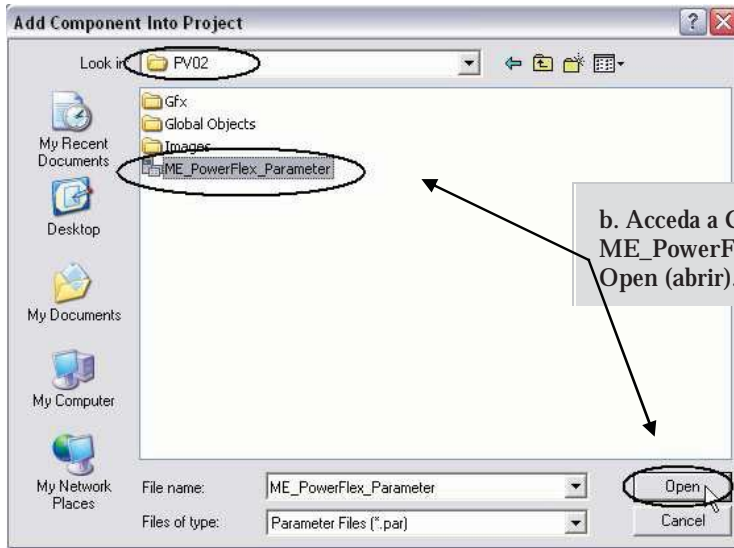 Add Component Into Project
Look in
PV02
Gfx
Global Objects
Images
ME_PowerFlex_Parameter
My Recent
Documents
Desktop
My Documents
My Computer
My Network
Places
b. Acceda a
Open (abrir).
File name:
ME_PowerFlex_Parameter
Open
Files of type:
Parameter Files (*.par)
Cancel